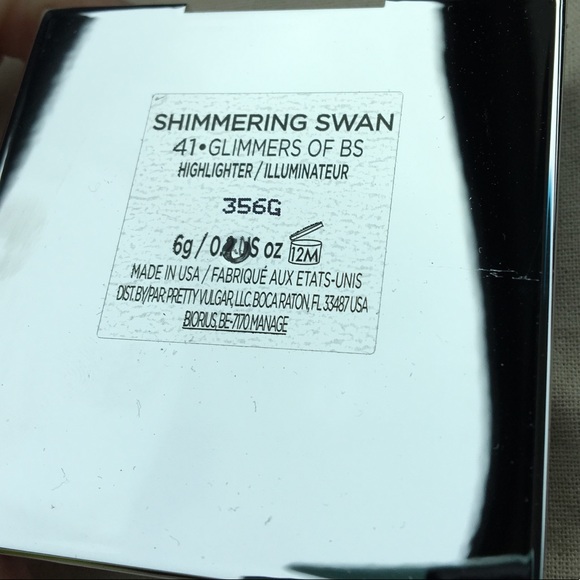 SHIMMERING SWAN
41•GLIMMERS OF BS
HIGHLIGHTER / ILLUMINATEUR
356G
6g / US oz 12M
MADE IN USA / FABRIQUÉ AUX ETATS-UNIS
DIST. BY/PAR: PRETTY VULGAR, LLC. BOCA RATON, FL 33487 USA
BIORIUS, BE-7170 MANAGE